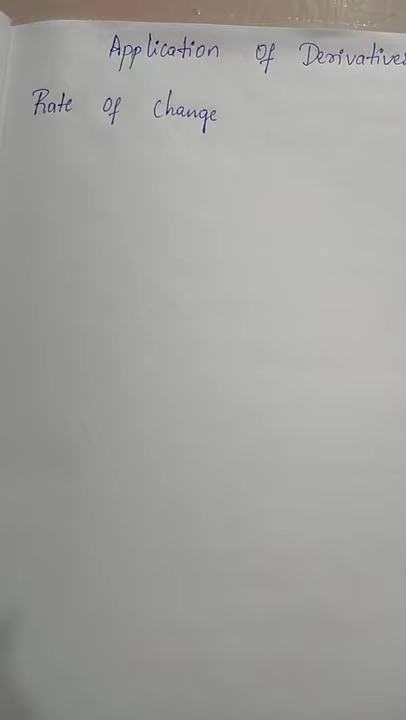 Application Of Derivatives
Rate Of Change